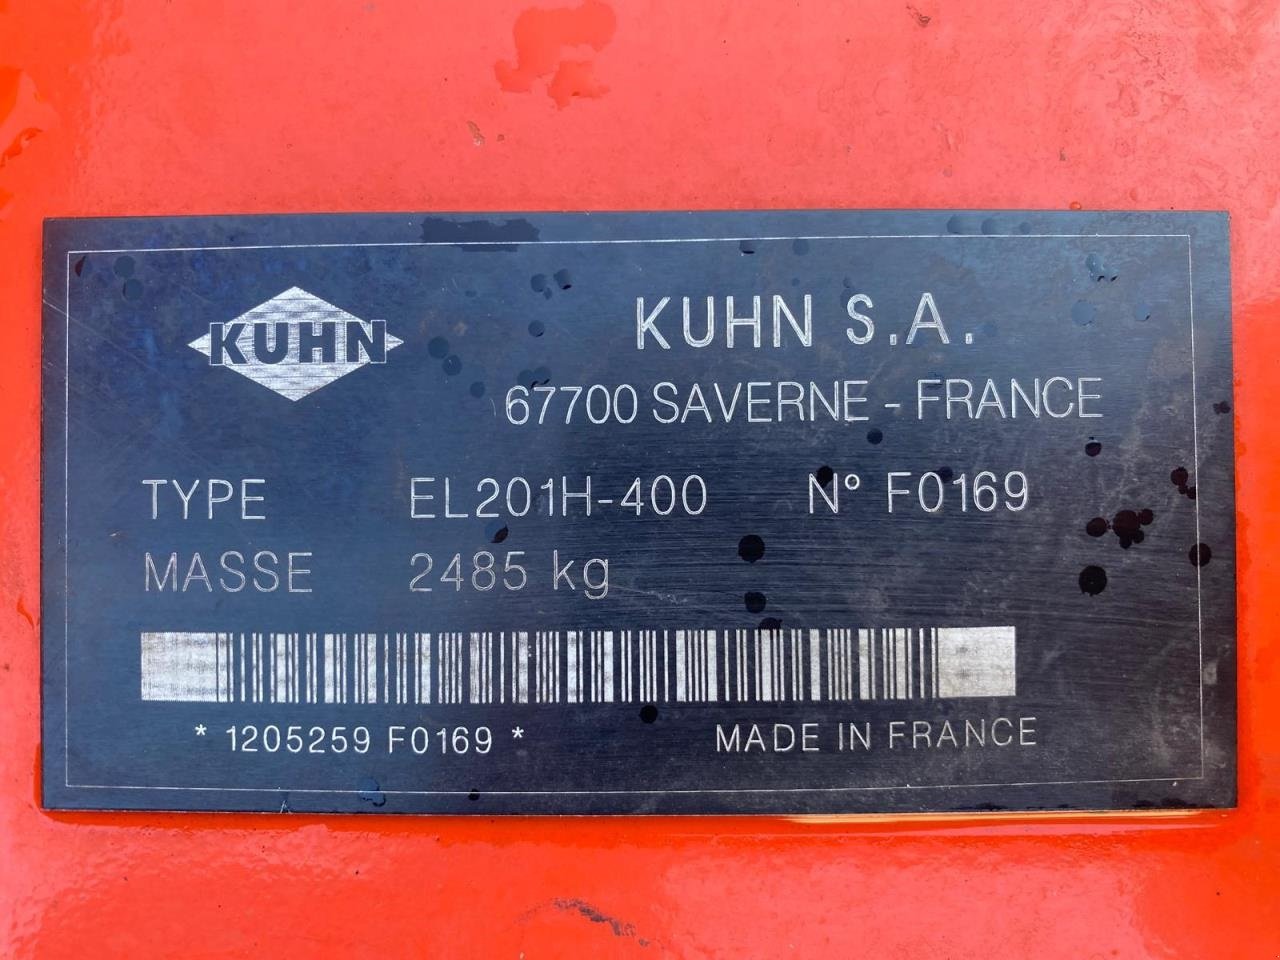 KUHN
KUHN S.A.
67700 SAVERNE - FRANCE
TYPE EL201H-400 N° F0169
MASSE 2485 kg
* 1205259 F0169 *
MADE IN FRANCE